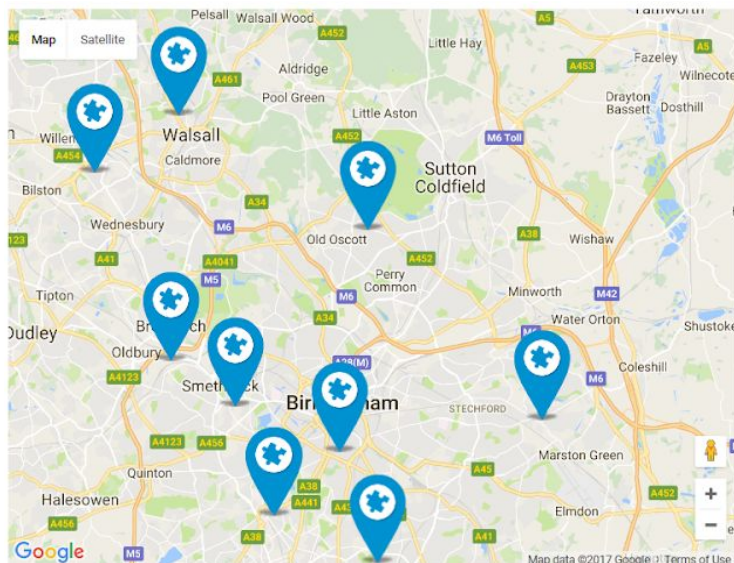 Pelsall
Walsall Wood
A452
A5
Map
Satellite
Little Hay
Fazeley
A5
A461
Aldridge
A453
Wilnecote
Pool Green
Drayton
Bassett
Dosthill
Little Aston
Walsall
A452
M6 Toll
A454
Caldmore
Sutton
Coldfield
Bilston
A34
Wednesbury
M6
Old Oscott
A38
Wishaw
A4123
A41
A4041
A452
M5
Perry
Common
Tipton
M6
Minworth
M42
A34
Water Orton
Dudley
Shustoke
Oldbury
A38(M)
Coleshill
A4123
M6
Birmingham
STECHFORD
A4123
A456
Marston Green
Quinton
A45
Halesowen
A38
A441
A452
Elmdon
A456
A38
A41
M5
Google
Map data ©2017 Google
Terms of Use